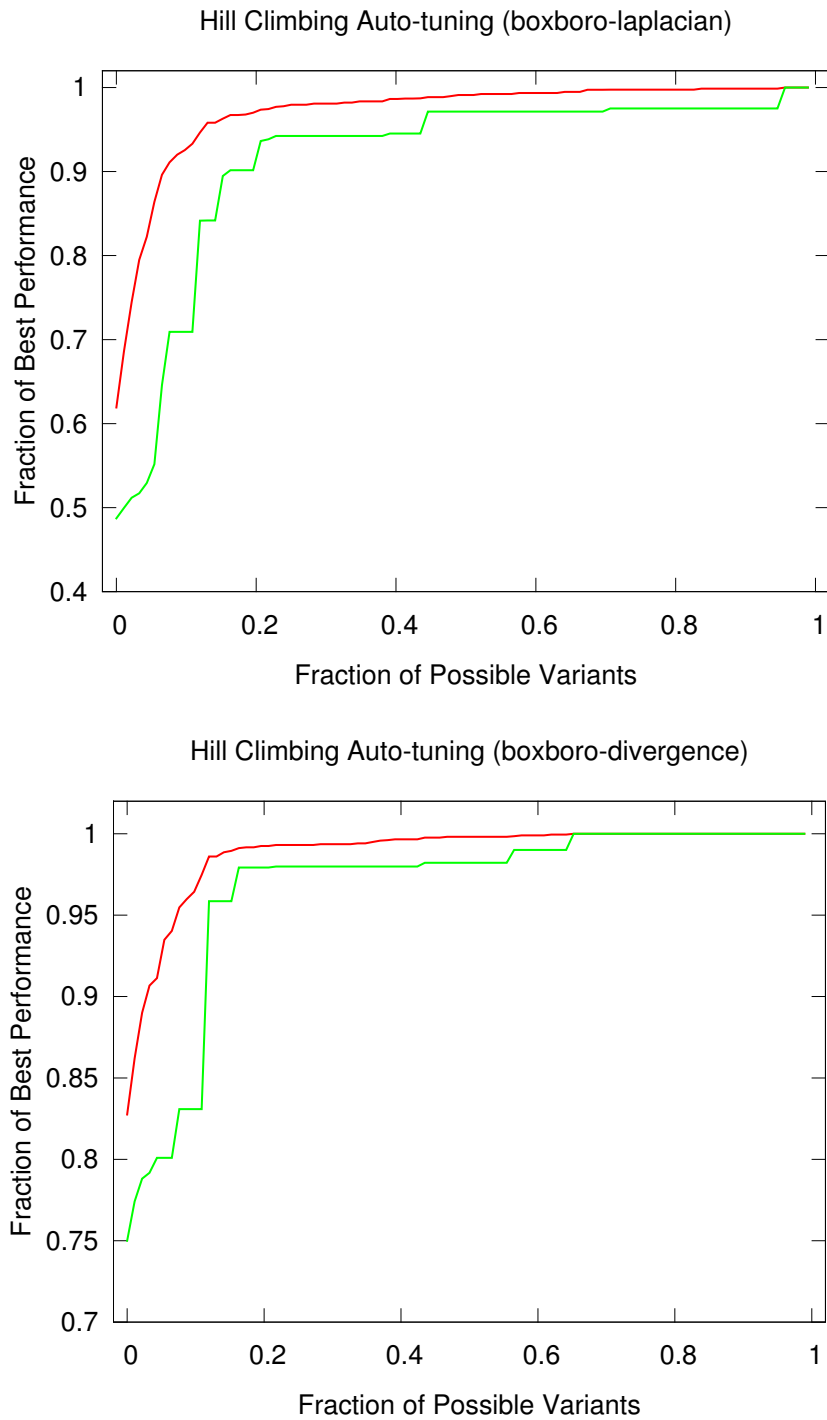 Hill Climbing Auto-tuning (boxboro-laplacian)
1
0.9
0.8
0.7
0.6
0.5
0.4
Fraction of Best Performance
0 0.2 0.4 0.6 0.8 1
Fraction of Possible Variants
Hill Climbing Auto-tuning (boxboro-divergence)
1
0.95
0.9
0.85
0.8
0.75
0.7
Fraction of Best Performance
0 0.2 0.4 0.6 0.8 1
Fraction of Possible Variants